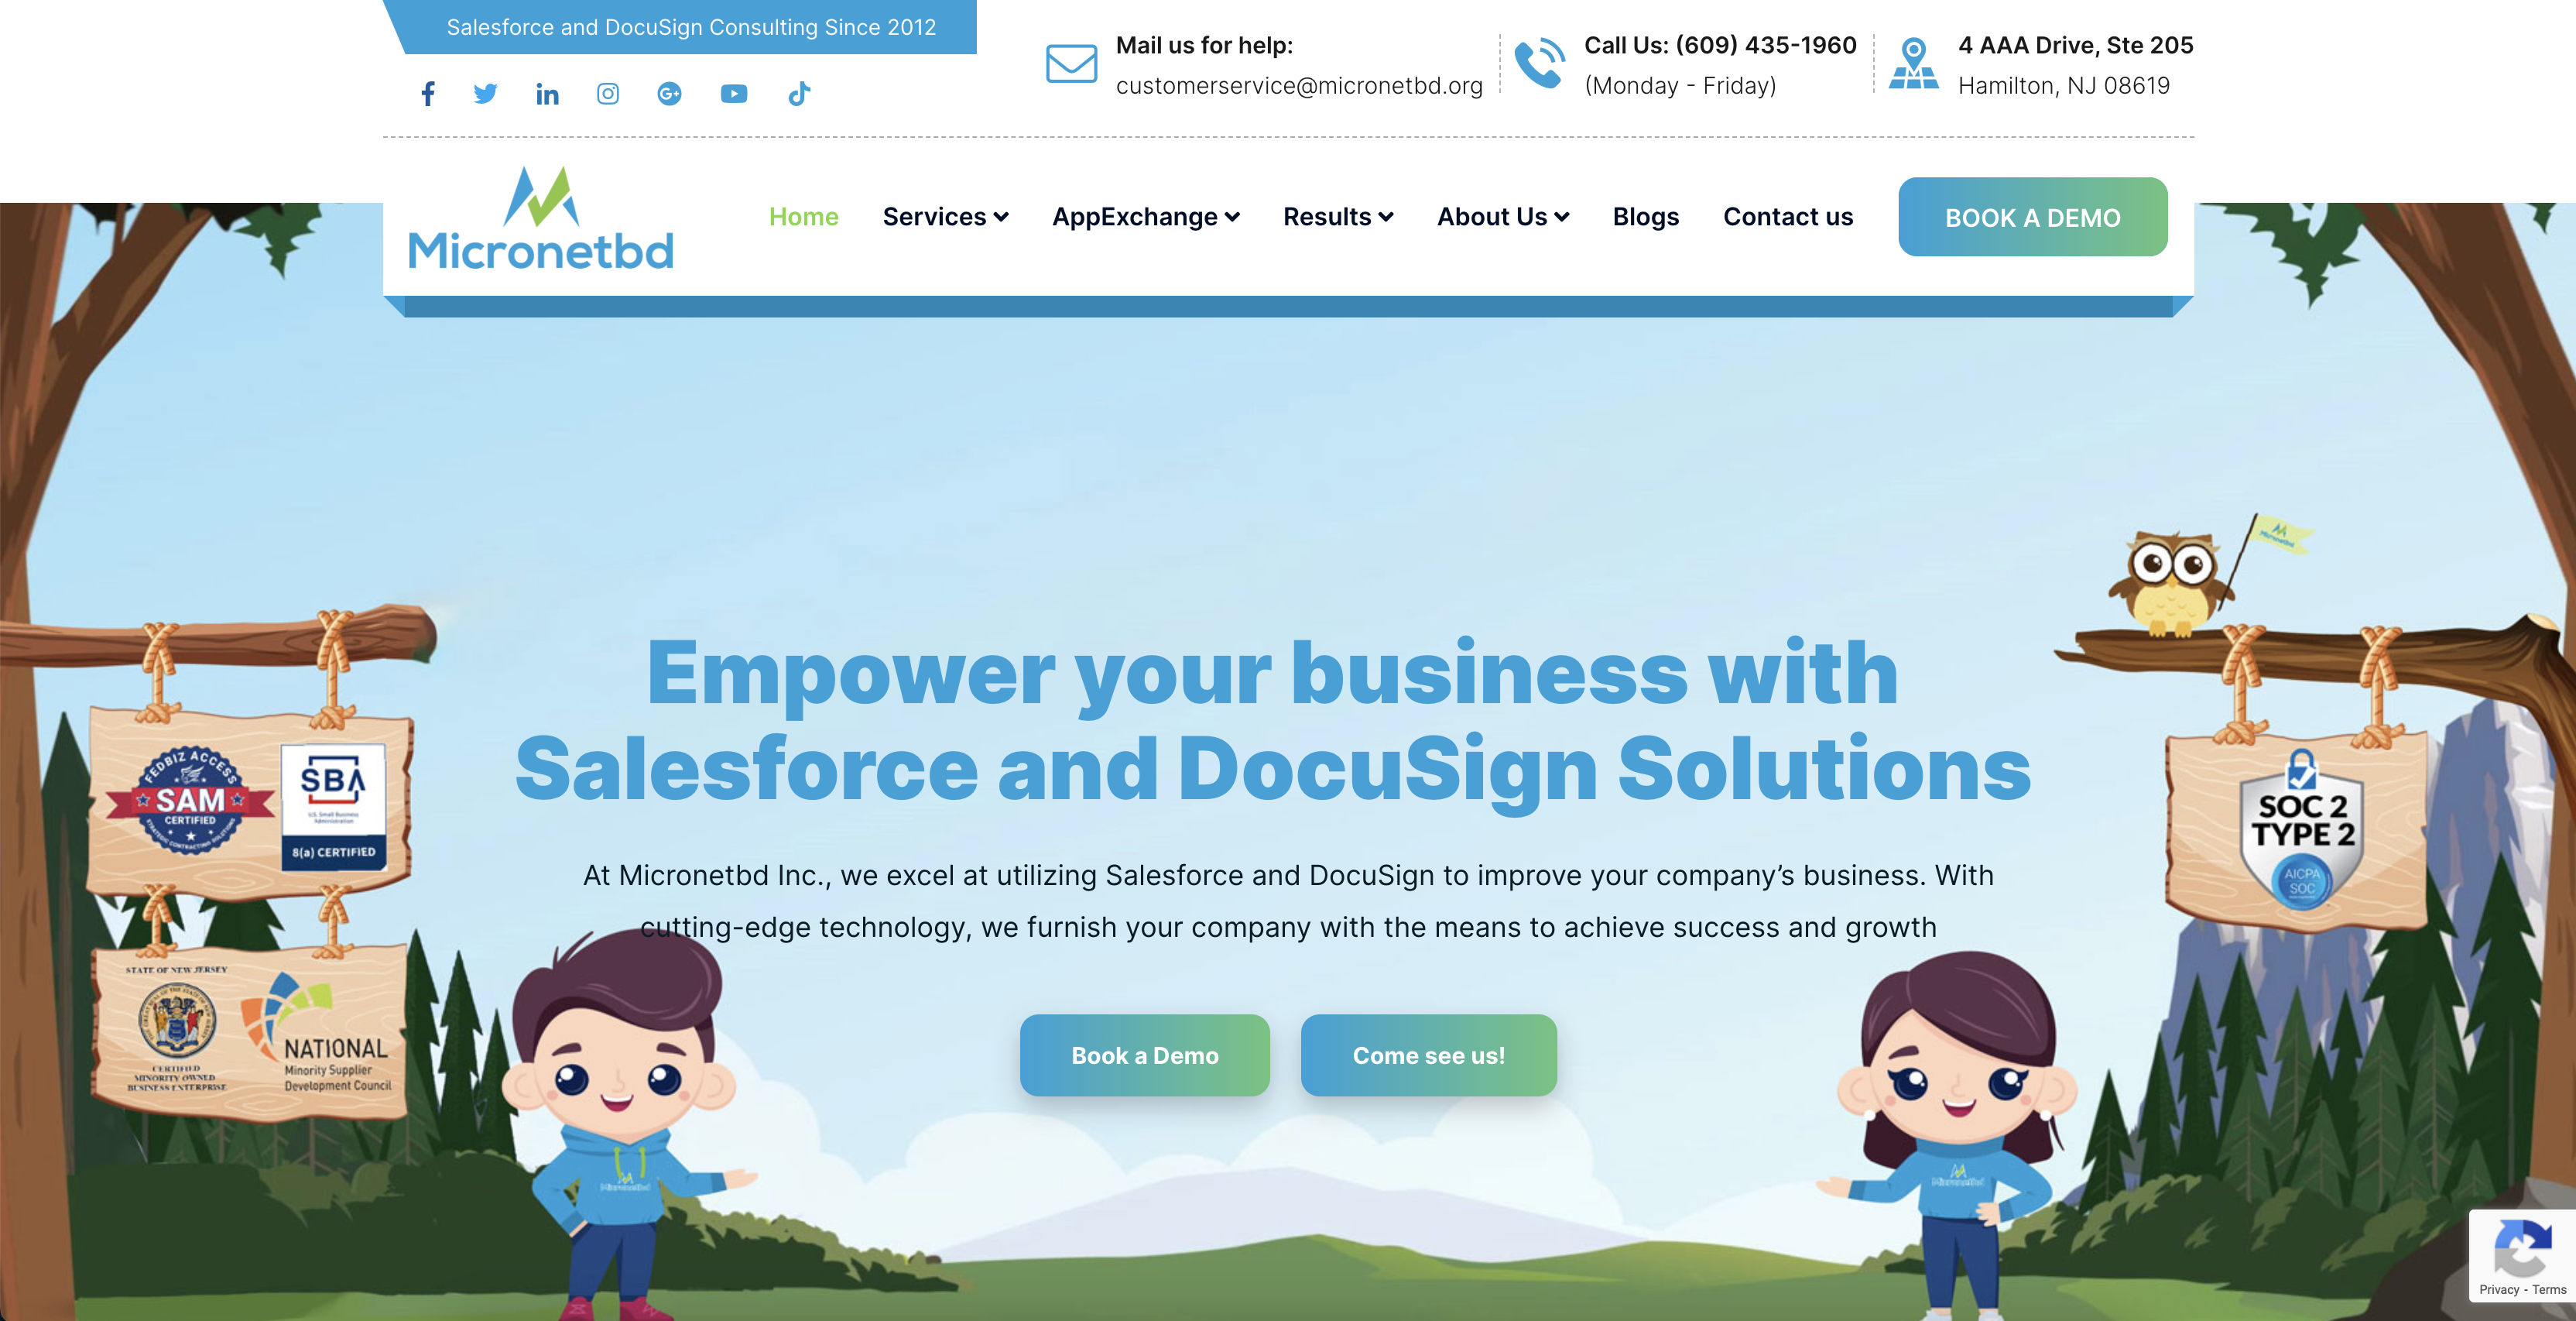 Salesforce and DocuSign Consulting Since 2012
Mail us for help:
customerservice@micronetbd.org
Call Us: (609) 435-1960
(Monday - Friday)
4 AAA Drive, Ste 205
Hamilton, NJ 08619
Micronetbd
Home
Services
AppExchange
Results
About Us
Blogs
Contact us
BOOK A DEMO
Micronetbd
Empower your business with
Salesforce and DocuSign Solutions
FEDBIZ ACCESS
SAM
CERTIFIED
STRATEGIC CONTRACTING SOLUTIONS
SBA
U.S. Small Business
Administration
8(a) CERTIFIED
SOC 2
TYPE 2
AICPA
SOC
At Micronetbd Inc., we excel at utilizing Salesforce and DocuSign to improve your company’s business. With
cutting-edge technology, we furnish your company with the means to achieve success and growth
STATE OF NEW JERSEY
CERTIFIED
MINORITY OWNED
BUSINESS ENTERPRISE
NATIONAL
Minority Supplier
Development Council
Book a Demo
Come see us!
Micronetbd
Micronetbd
Privacy - Terms